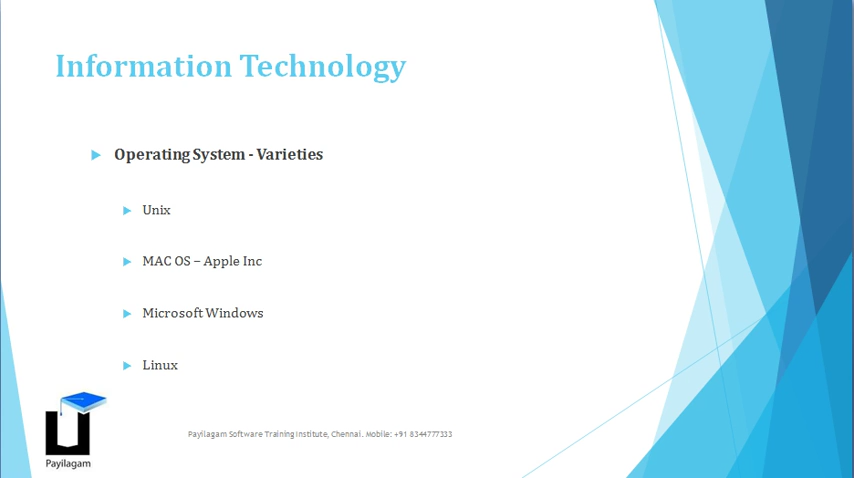 Information Technology
Operating System - Varieties
Unix
MAC OS – Apple Inc
Microsoft Windows
Linux
Payilagam Software Training Institute, Chennai. Mobile: +91 8344777333
Payilagam